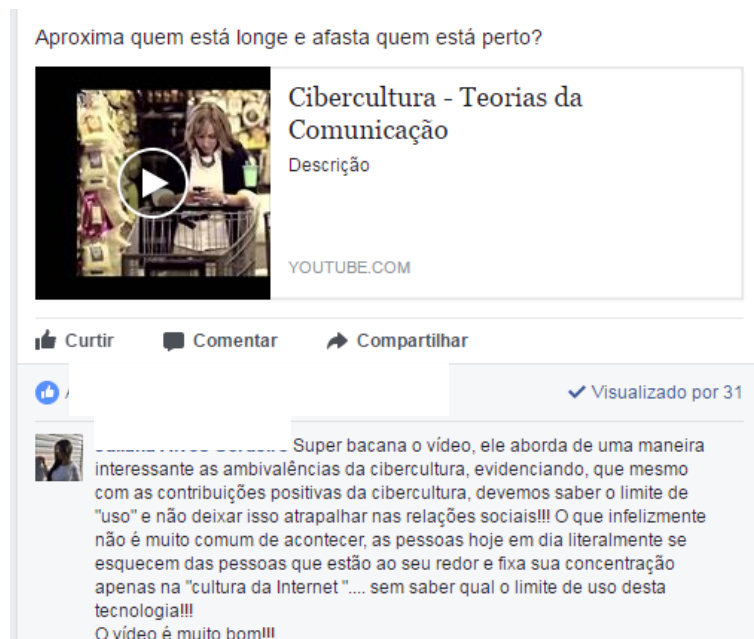 Aproxima quem está longe e afasta quem está perto?
Cibercultura - Teorias da
Comunicação
Descrição
YOUTUBE.COM
Curtir Comentar Compartilhar
Visualizado por 31
Super bacana o vídeo, ele aborda de uma maneira
interessante as ambivalências da cibercultura, evidenciando, que mesmo
com as contribuições positivas da cibercultura, devemos saber o limite de
"uso" e não deixar isso atrapalhar nas relações sociais!!! O que infelizmente
não é muito comum de acontecer, as pessoas hoje em dia literalmente se
esquecem das pessoas que estão ao seu redor e fixa sua concentração
apenas na "cultura da Internet ".... sem saber qual o limite de uso desta
tecnologia!!!
O vídeo é muito bom!!!